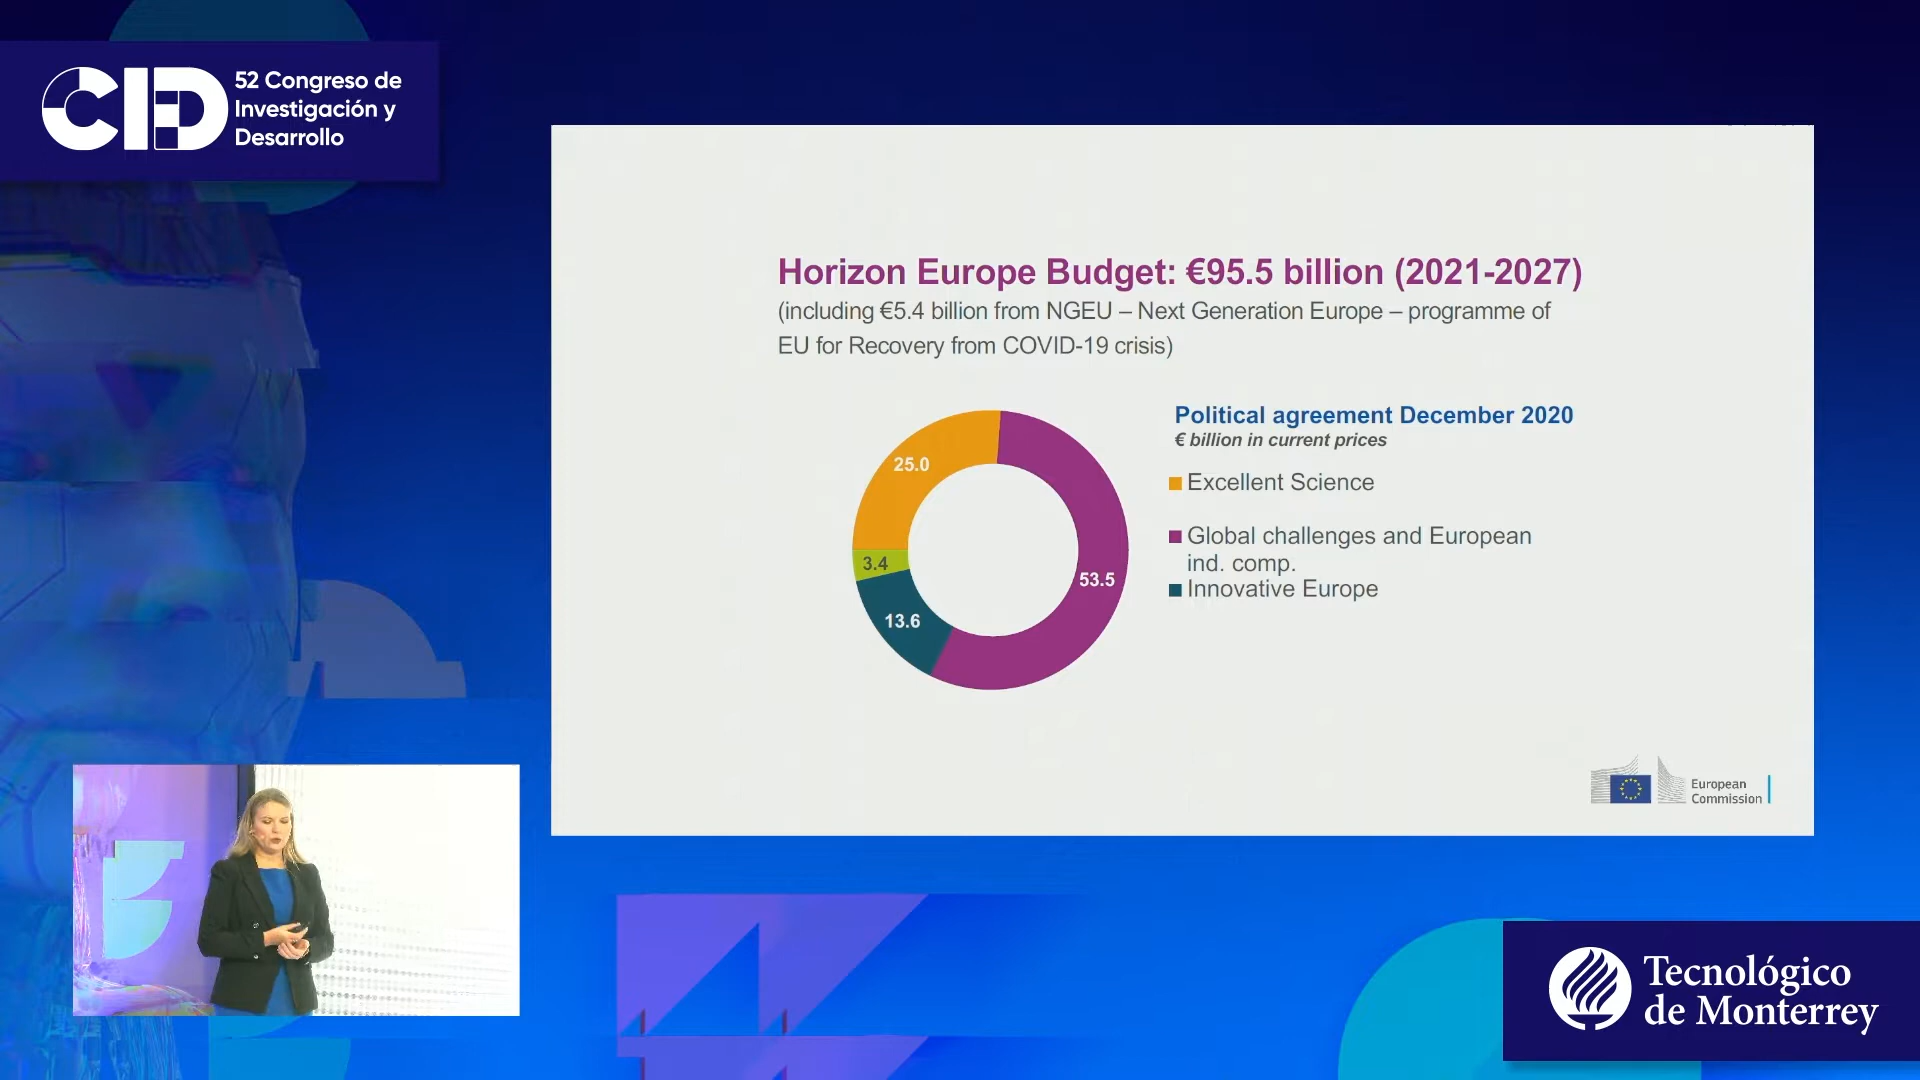 CID
52 Congreso de
Investigación y
Desarrollo
Horizon Europe Budget: €95.5 billion (2021-2027)
(including €5.4 billion from NGEU – Next Generation Europe – programme of
EU for Recovery from COVID-19 crisis)
Political agreement December 2020
€ billion in current prices
25.0
3.4
13.6
53.5
Excellent Science
Global challenges and European
ind. comp.
Innovative Europe
European
Commission
Tecnológico
de Monterrey